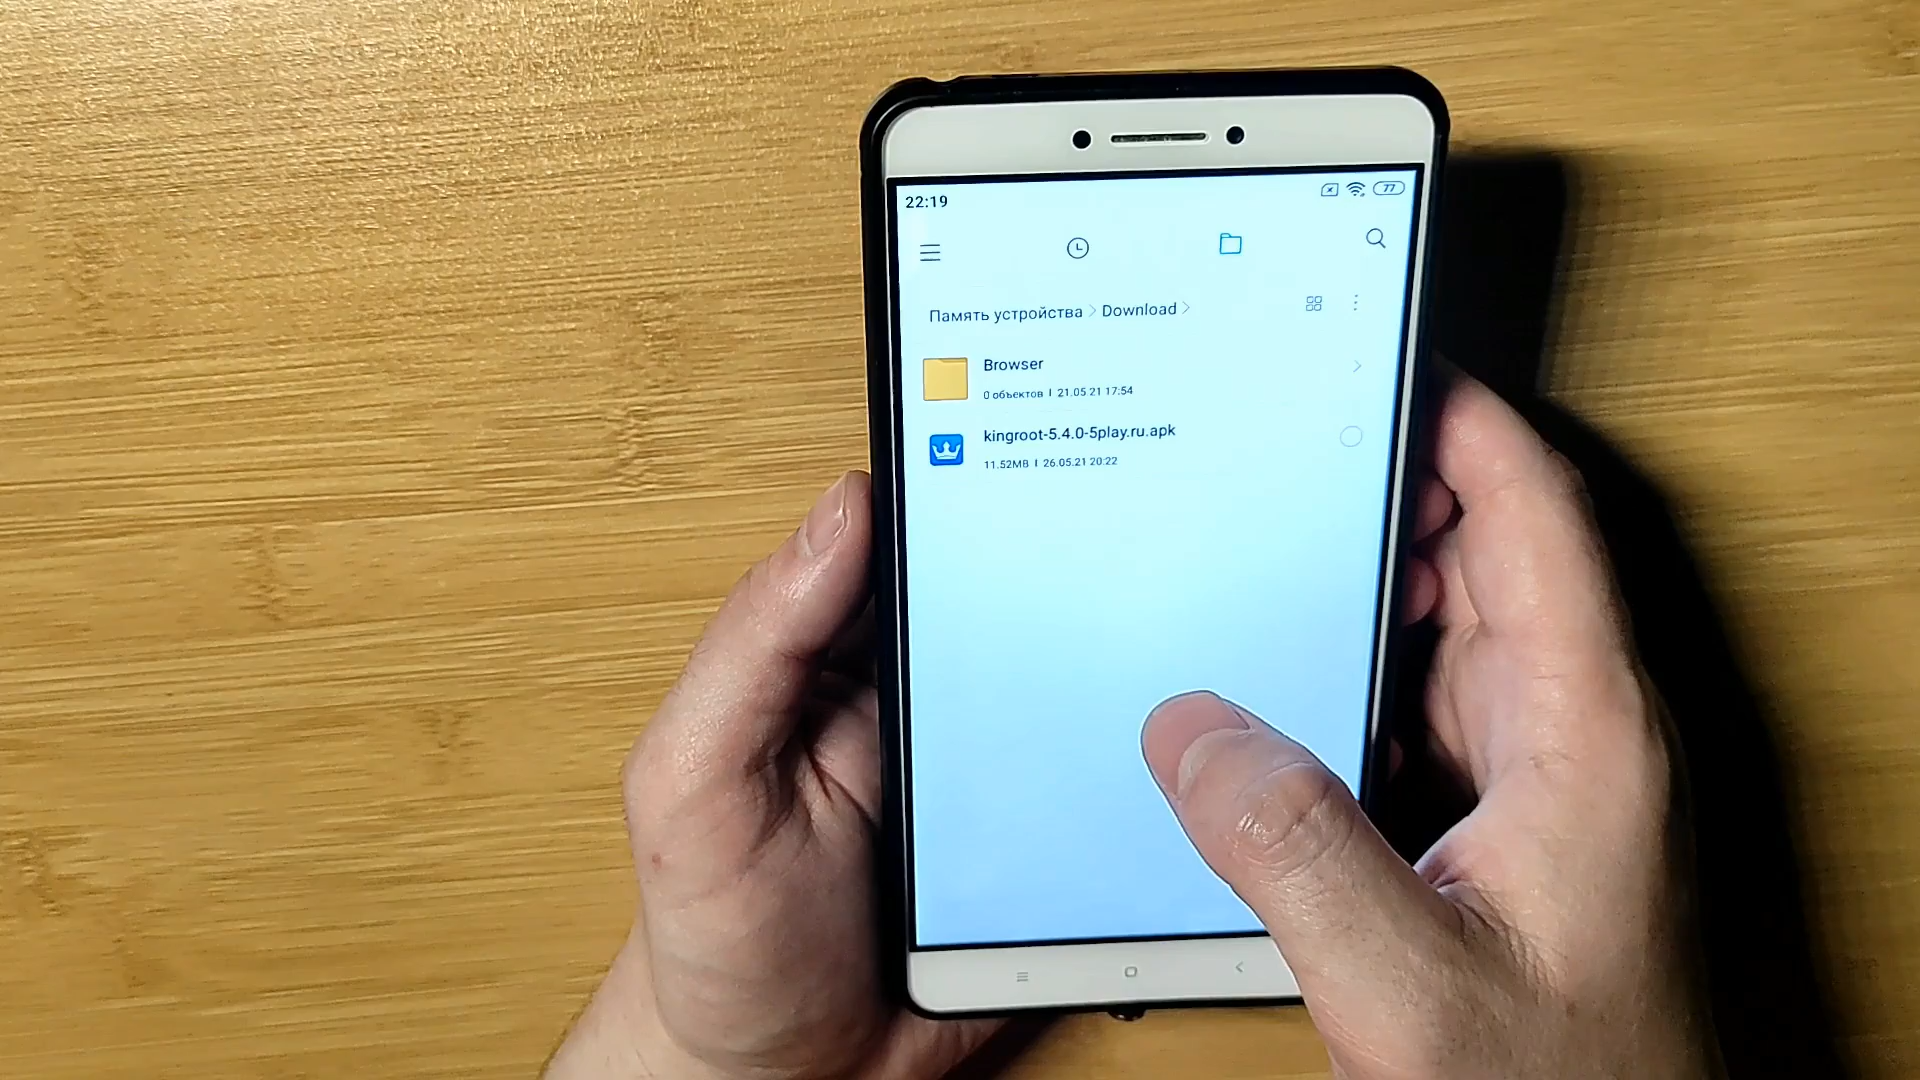 22:19
77
Память устройства > Download >
Browser
0 объектов | 21.05.21 17:54
kingroot-5.4.0-5play.ru.apk
11.52MB | 26.05.21 20:22